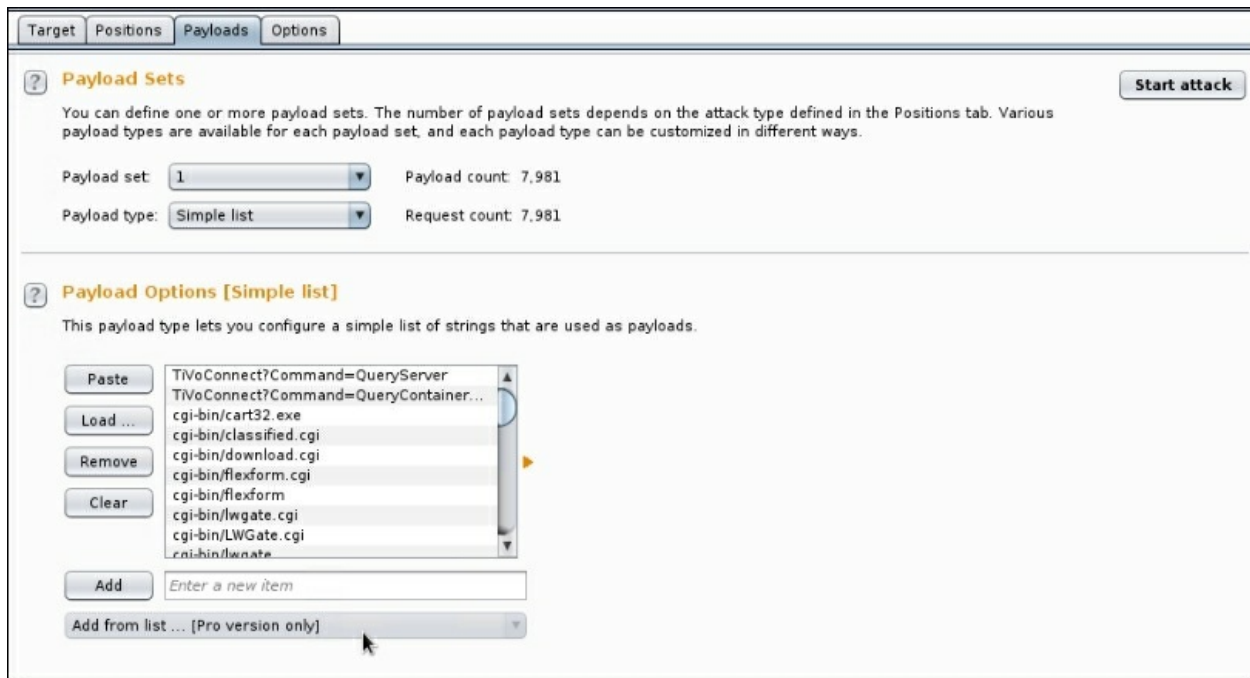 Target Positions Payloads Options
? Payload Sets
Start attack
You can define one or more payload sets. The number of payload sets depends on the attack type defined in the Positions tab. Various
payload types are available for each payload set, and each payload type can be customized in different ways.
Payload set: 1 Payload count: 7,981
Payload type: Simple list Request count: 7,981
? Payload Options [Simple list]
This payload type lets you configure a simple list of strings that are used as payloads.
Paste
Load ...
Remove
Clear
TiVoConnect?Command=QueryServer
TiVoConnect?Command=QueryContainer...
cgi-bin/cart32.exe
cgi-bin/classified.cgi
cgi-bin/download.cgi
cgi-bin/flexform.cgi
cgi-bin/flexform
cgi-bin/lwgate.cgi
cgi-bin/LWGate.cgi
cgi-bin/lwgate
Add Enter a new item
Add from list ... [Pro version only]